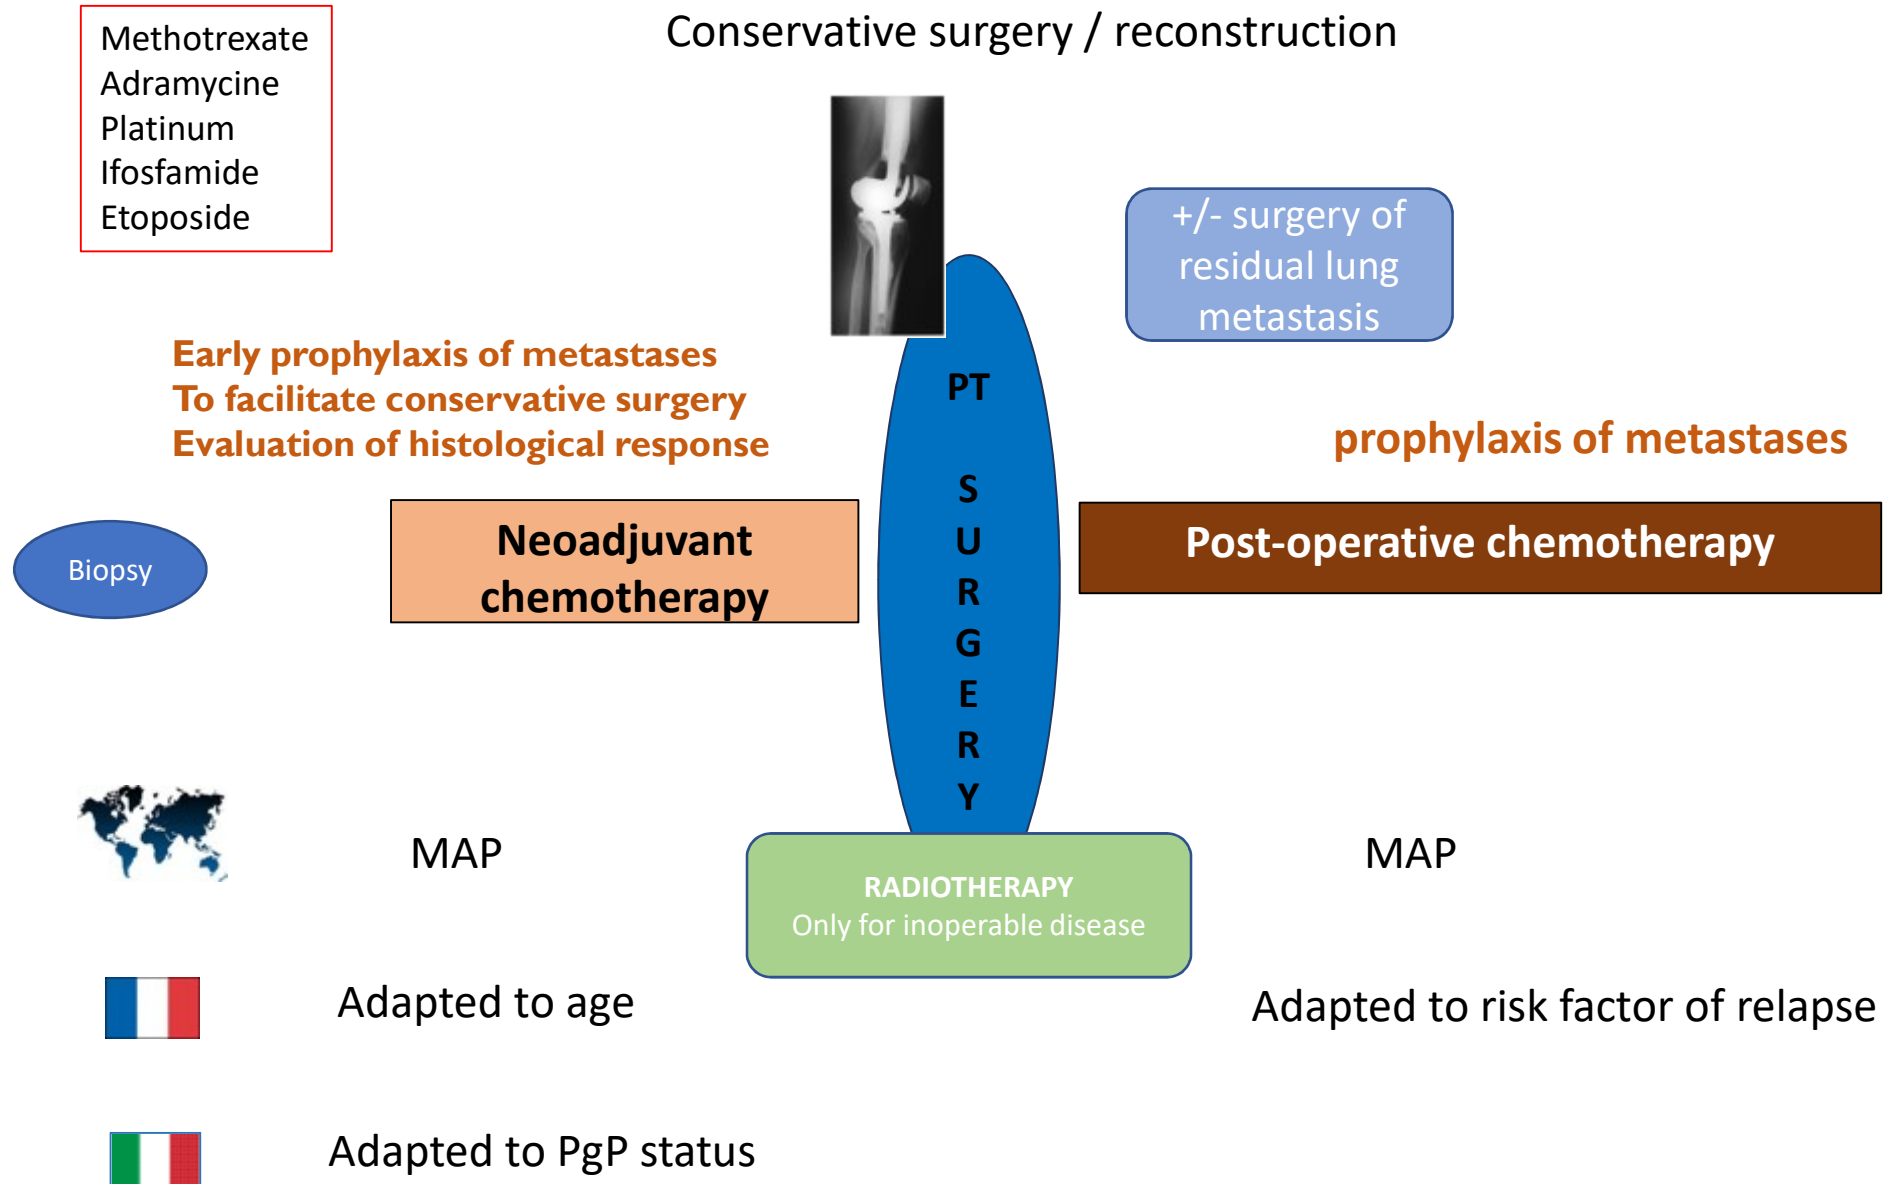 Methotrexate
Adramycine
Platinum
Ifosfamide
Etoposide
Conservative surgery / reconstruction
+/- surgery of
residual lung
metastasis
Early prophylaxis of metastases
To facilitate conservative surgery
Evaluation of histological response
prophylaxis of metastases
Biopsy
Neoadjuvant
chemotherapy
PT
S
U
R
G
E
R
Y
Post-operative chemotherapy
MAP
RADIOTHERAPY
Only for inoperable disease
MAP
Adapted to age
Adapted to risk factor of relapse
Adapted to PgP status